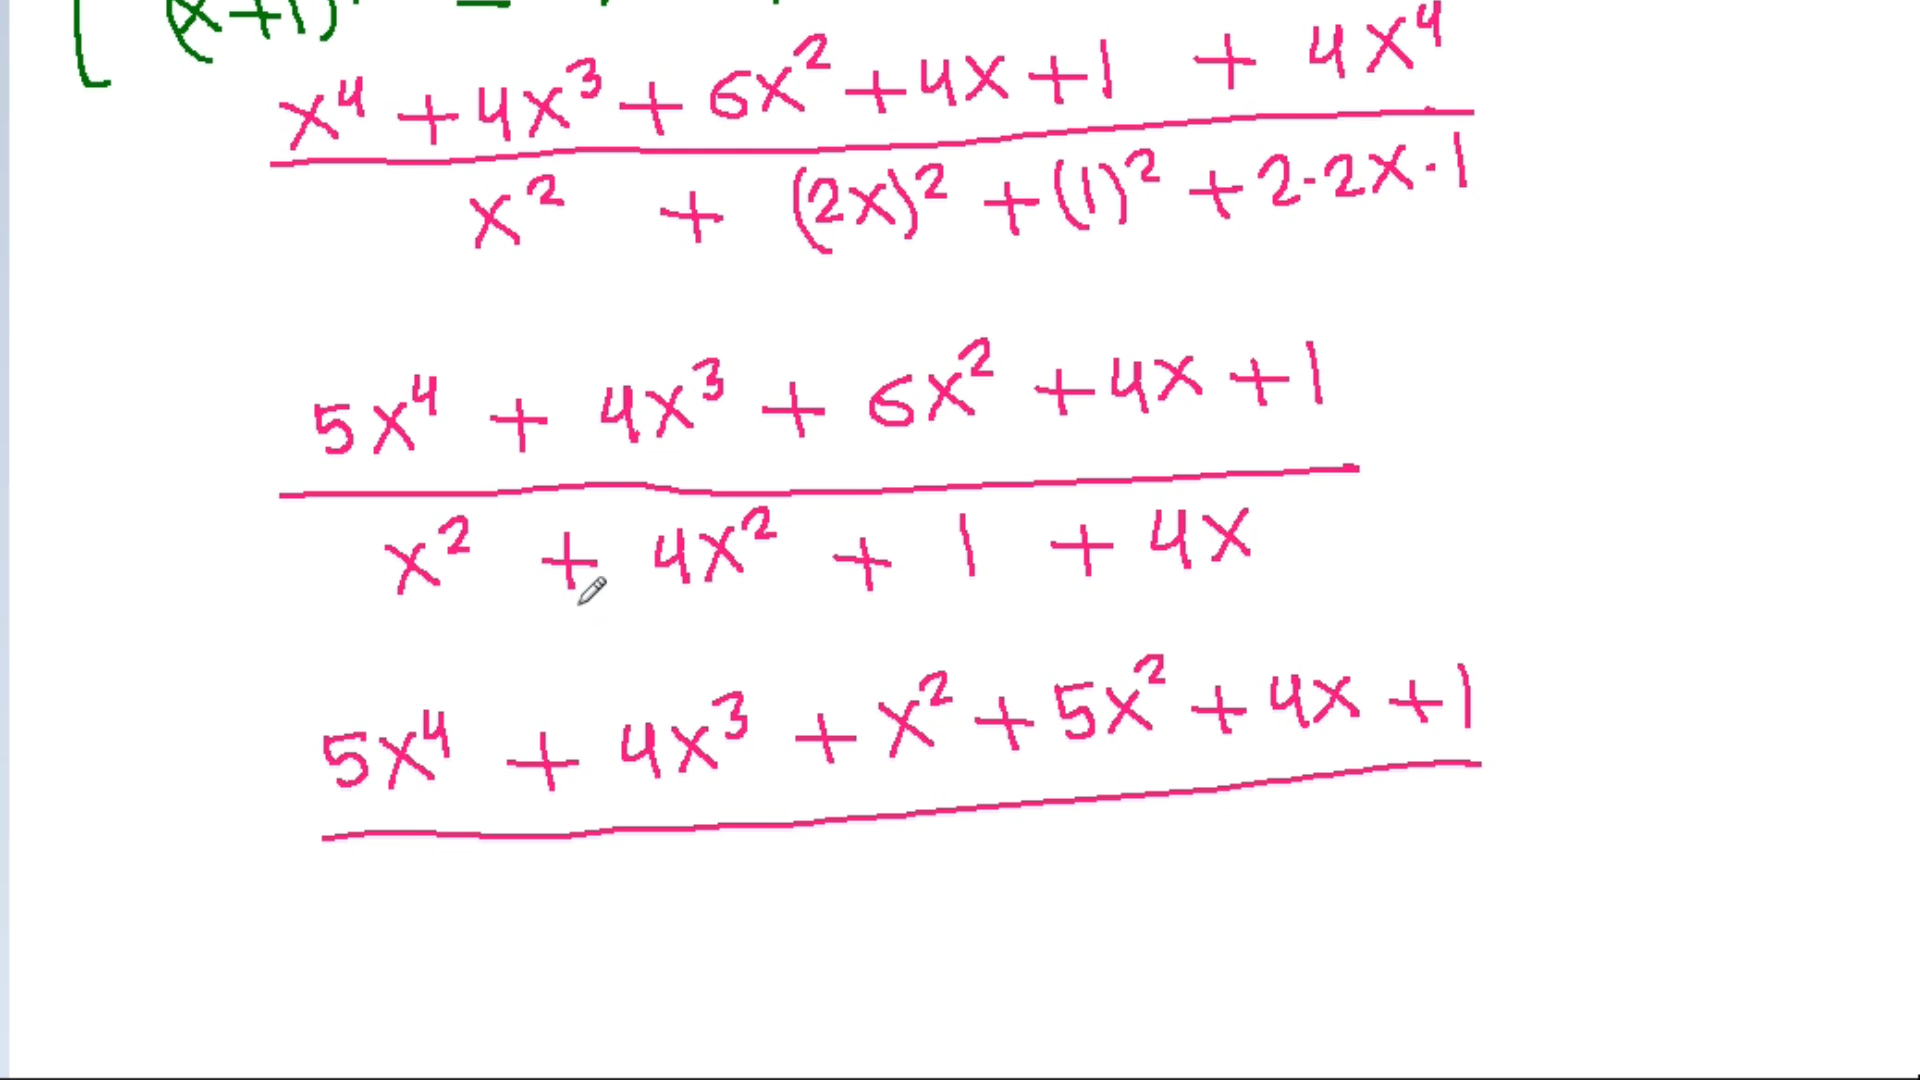 (x+1)
x⁴ + 4x³ + 6x² + 4x + 1 + 4x⁴
x² + (2x)² + (1)² + 2·2x·1
5x⁴ + 4x³ + 6x² + 4x + 1
x² + 4x² + 1 + 4x
5x⁴ + 4x³ + x² + 5x² + 4x + 1